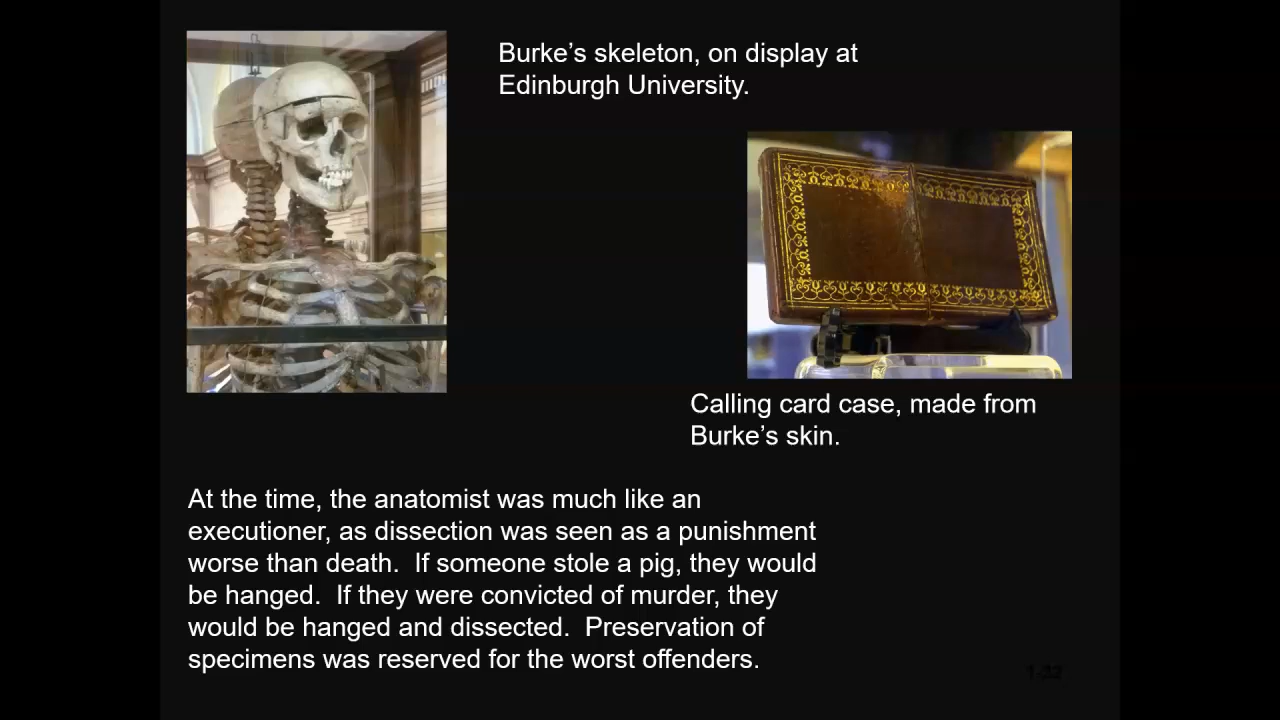 Burke’s skeleton, on display at
Edinburgh University.
Calling card case, made from
Burke’s skin.
At the time, the anatomist was much like an
executioner, as dissection was seen as a punishment
worse than death.  If someone stole a pig, they would
be hanged.  If they were convicted of murder, they
would be hanged and dissected.  Preservation of
specimens was reserved for the worst offenders.